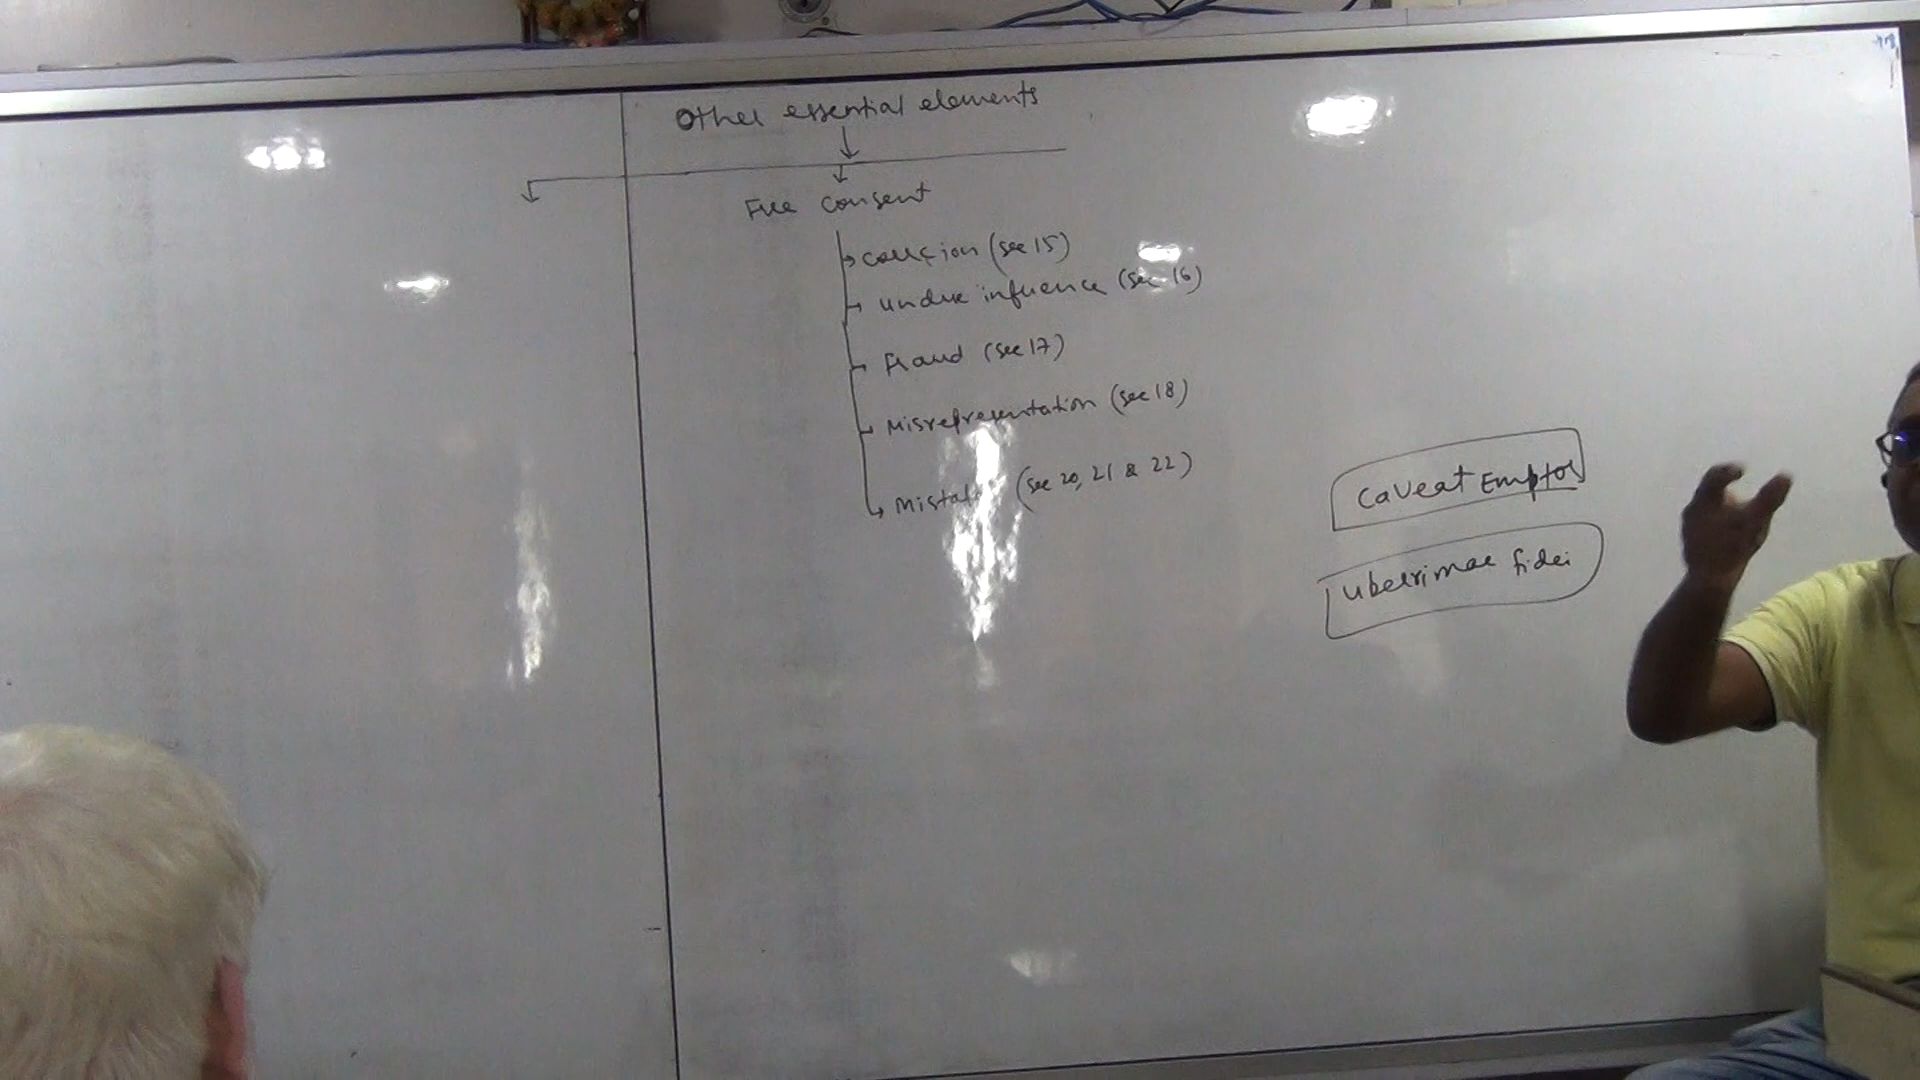 Other essential elements
Free consent
coercion (sec 15)
undue influence (sec 16)
Fraud (sec 17)
Misrepresentation (sec 18)
Mistake (sec 20, 21 & 22)
Caveat Emptor
uberrimae fidei